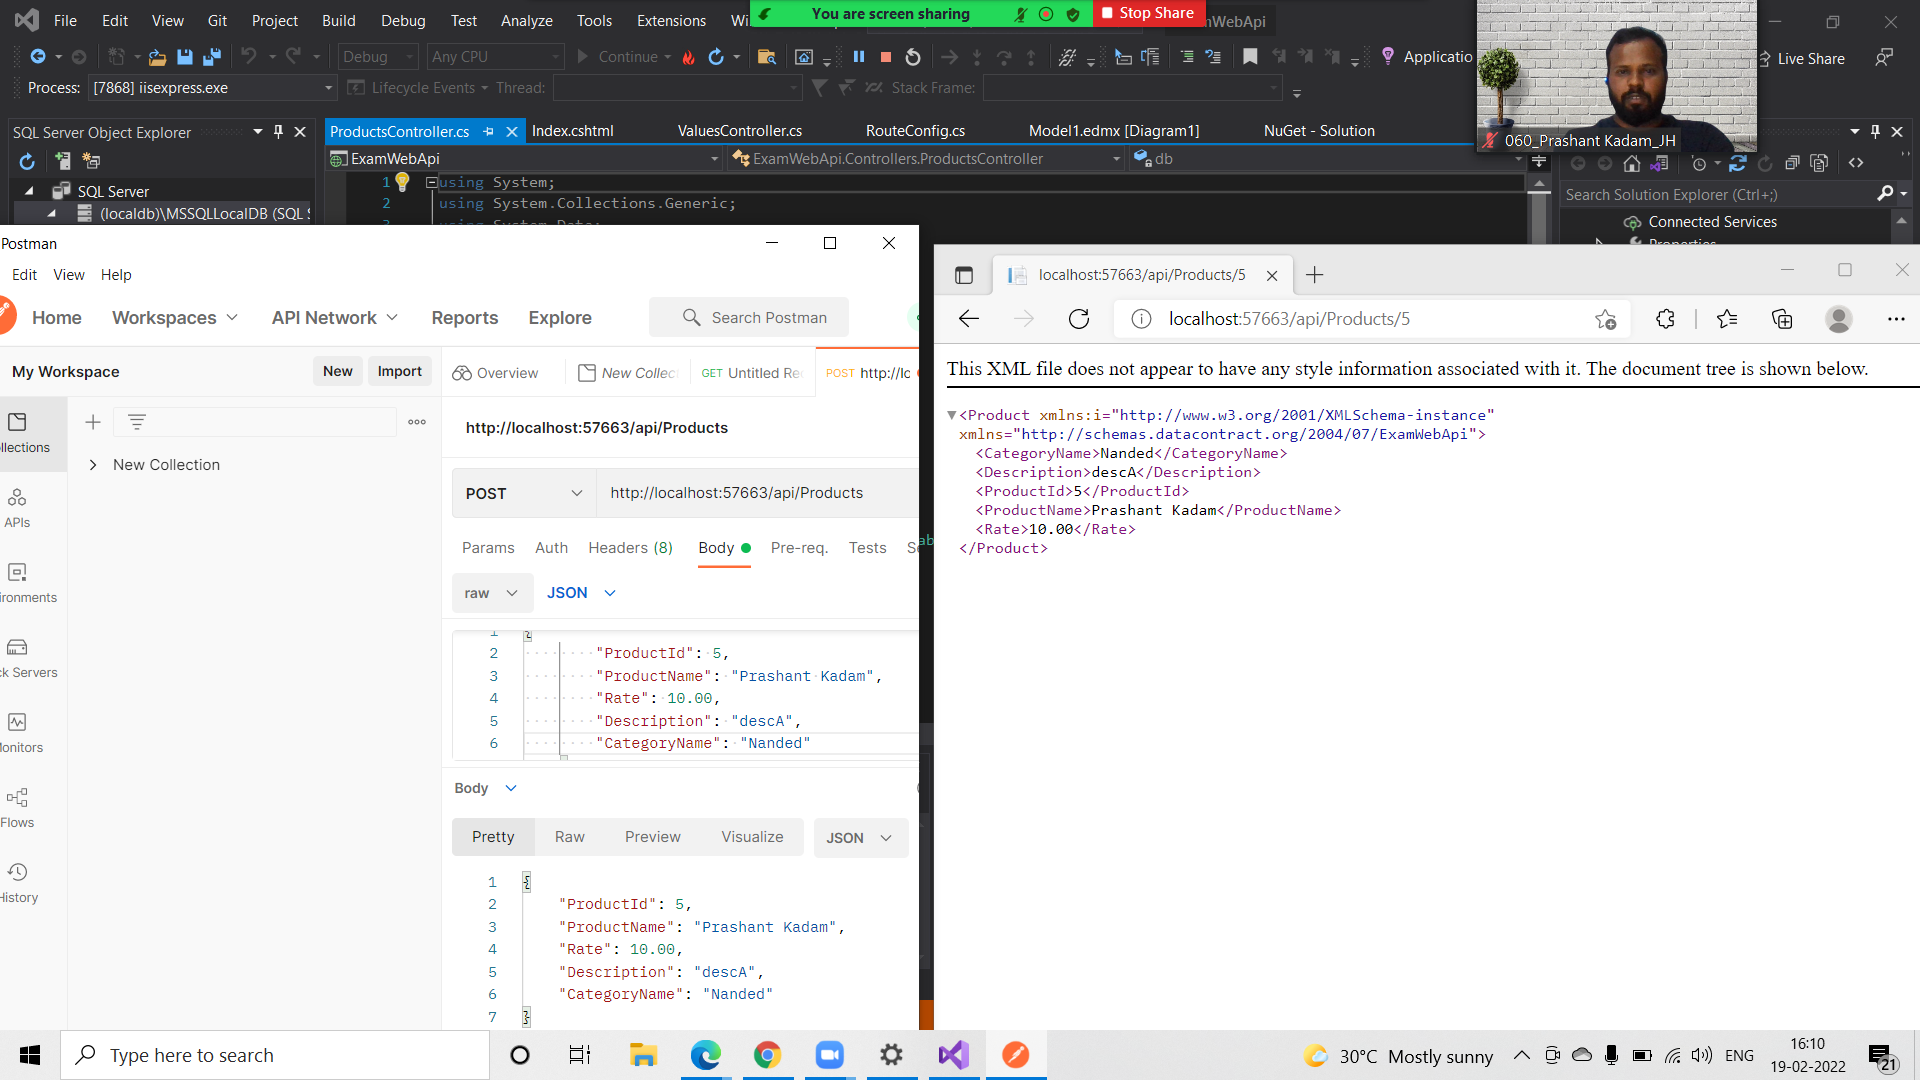 File Edit View Git Project Build Debug Test Analyze Tools Extensions
You are screen sharing
Stop Share
mWebApi
Debug
Any CPU
Continue
Applicatio
Live Share
Process:
[7868] iisexpress.exe
Lifecycle Events
Thread:
Stack Frame:
060_Prashant Kadam_JH
SQL Server Object Explorer
ProductsController.cs
Index.cshtml
ValuesController.cs
RouteConfig.cs
Model1.edmx [Diagram1]
NuGet - Solution
ExamWebApi
ExamWebApi.Controllers.ProductsController
db
SQL Server
(localdb)\MSSQLLocalDB (SQL S
1 using System;
2 using System.Collections.Generic;
3 using System.Data;
Search Solution Explorer (Ctrl+;)
Connected Services
Properties
Postman
Edit View Help
Home Workspaces API Network Reports Explore
Search Postman
My Workspace
New
Import
Overview
New Collec
GET Untitled Re
POST http://lc
llections
New Collection
APIs
ironments
ck Servers
onitors
Flows
History
http://localhost:57663/api/Products
POST
http://localhost:57663/api/Products
Params Auth Headers (8) Body Pre-req. Tests S
raw
JSON
1 {
2 "ProductId": 5,
3 "ProductName": "Prashant Kadam",
4 "Rate": 10.00,
5 "Description": "descA",
6 "CategoryName": "Nanded"
Body
Pretty Raw Preview Visualize
JSON
1 {
2 "ProductId": 5,
3 "ProductName": "Prashant Kadam",
4 "Rate": 10.00,
5 "Description": "descA",
6 "CategoryName": "Nanded"
7 }
ab
localhost:57663/api/Products/5
localhost:57663/api/Products/5
This XML file does not appear to have any style information associated with it. The document tree is shown below.
<Product xmlns:i="http://www.w3.org/2001/XMLSchema-instance"
xmlns="http://schemas.datacontract.org/2004/07/ExamWebApi">
<CategoryName>Nanded</CategoryName>
<Description>descA</Description>
<ProductId>5</ProductId>
<ProductName>Prashant Kadam</ProductName>
<Rate>10.00</Rate>
</Product>
Type here to search
30°C Mostly sunny
ENG
16:10
19-02-2022
21